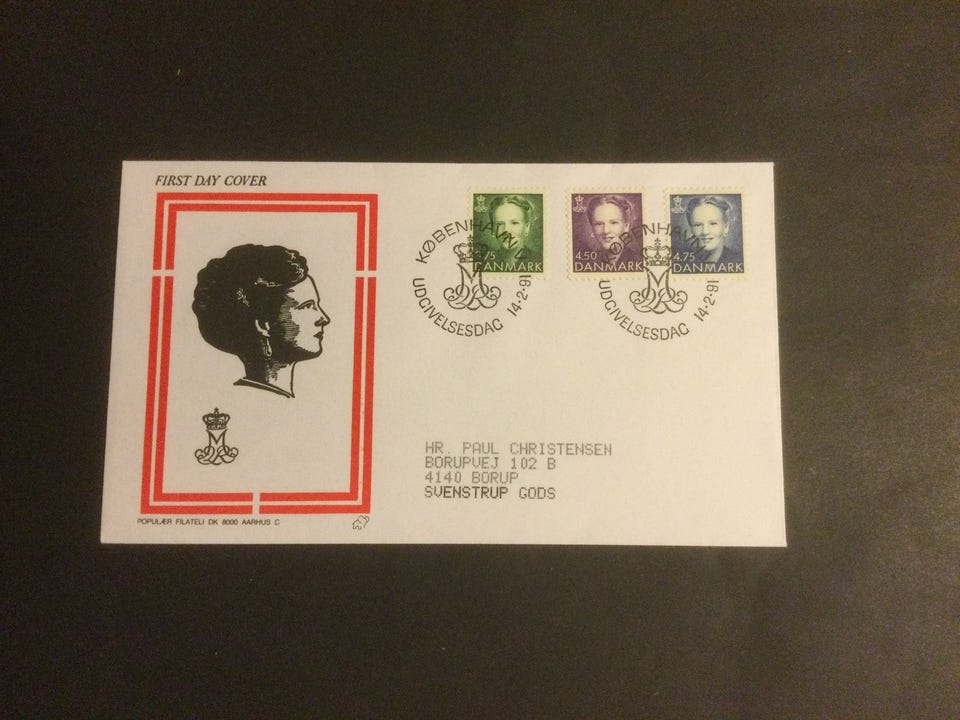 FIRST DAY COVER
DANMARK
4.50
DANMARK
4.75
DANMARK
KØBENHAVN
UDGIVELSESDAG 14·2·91
KØBENHAVN
UDGIVELSESDAG 14·2·91
HR. PAUL CHRISTENSEN
BORUPVEJ 102 B
4140 BORUP
SVENSTRUP GODS
POPULÆR FILATELI DK 8000 AARHUS C